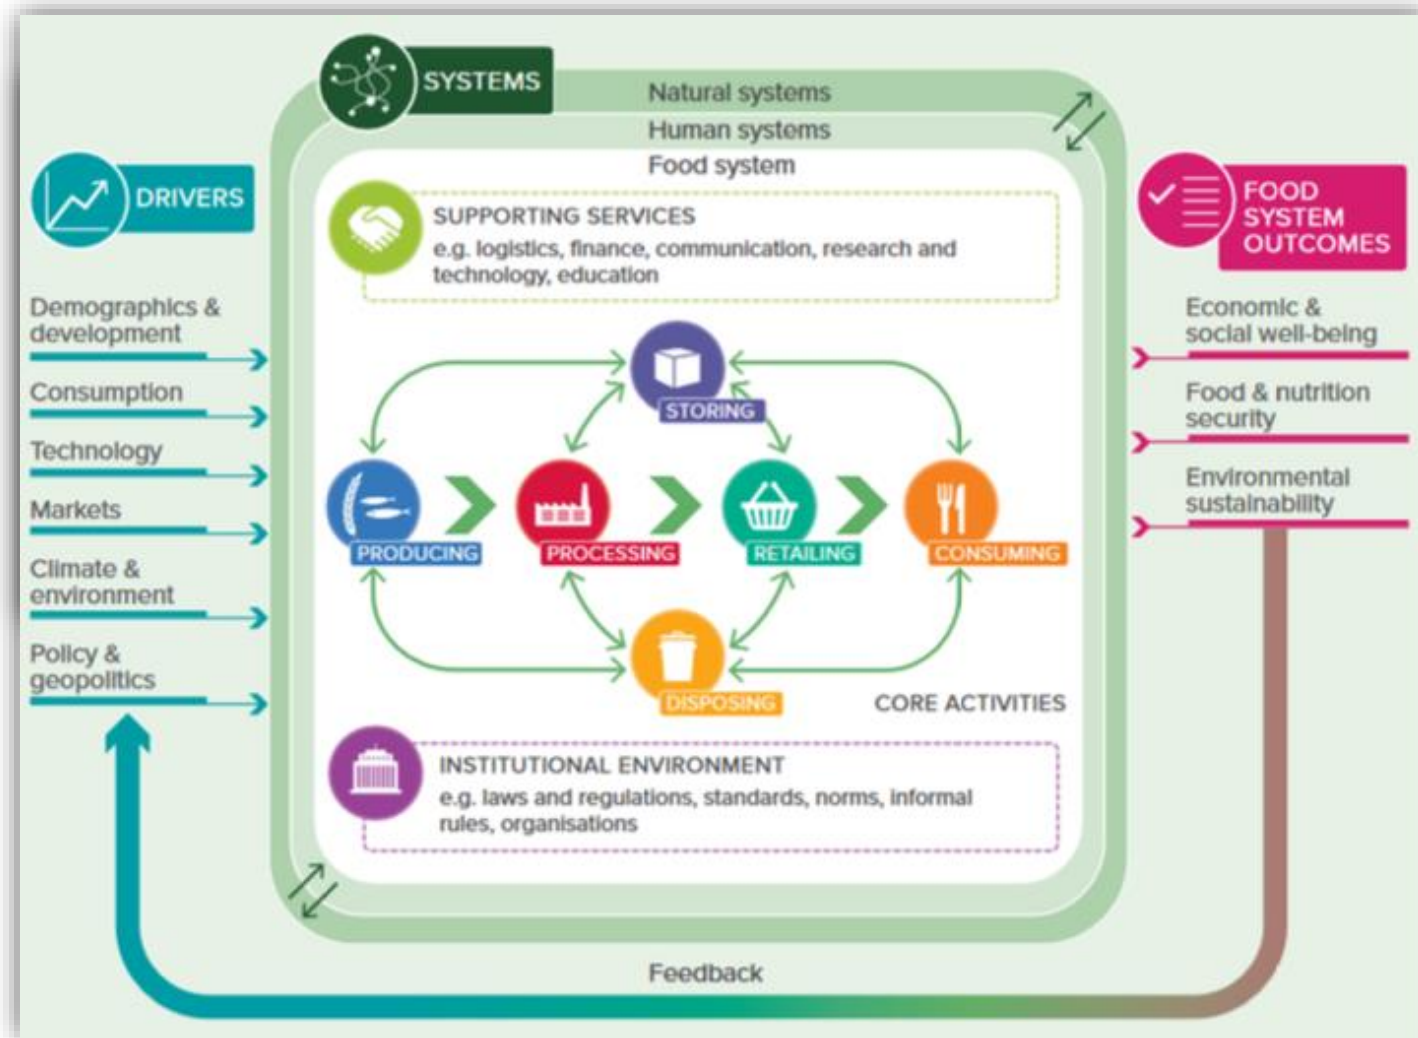 SYSTEMS
Natural systems
Human systems
Food system
DRIVERS
Demographics &
development
Consumption
Technology
Markets
Climate &
environment
Policy &
geopolitics
SUPPORTING SERVICES
e.g. logistics, finance, communication, research and
technology, education
STORING
PRODUCING
PROCESSING
RETAILING
CONSUMING
DISPOSING
CORE ACTIVITIES
INSTITUTIONAL ENVIRONMENT
e.g. laws and regulations, standards, norms, informal
rules, organisations
FOOD
SYSTEM
OUTCOMES
Economic &
social well-being
Food & nutrition
security
Environmental
sustainability
Feedback